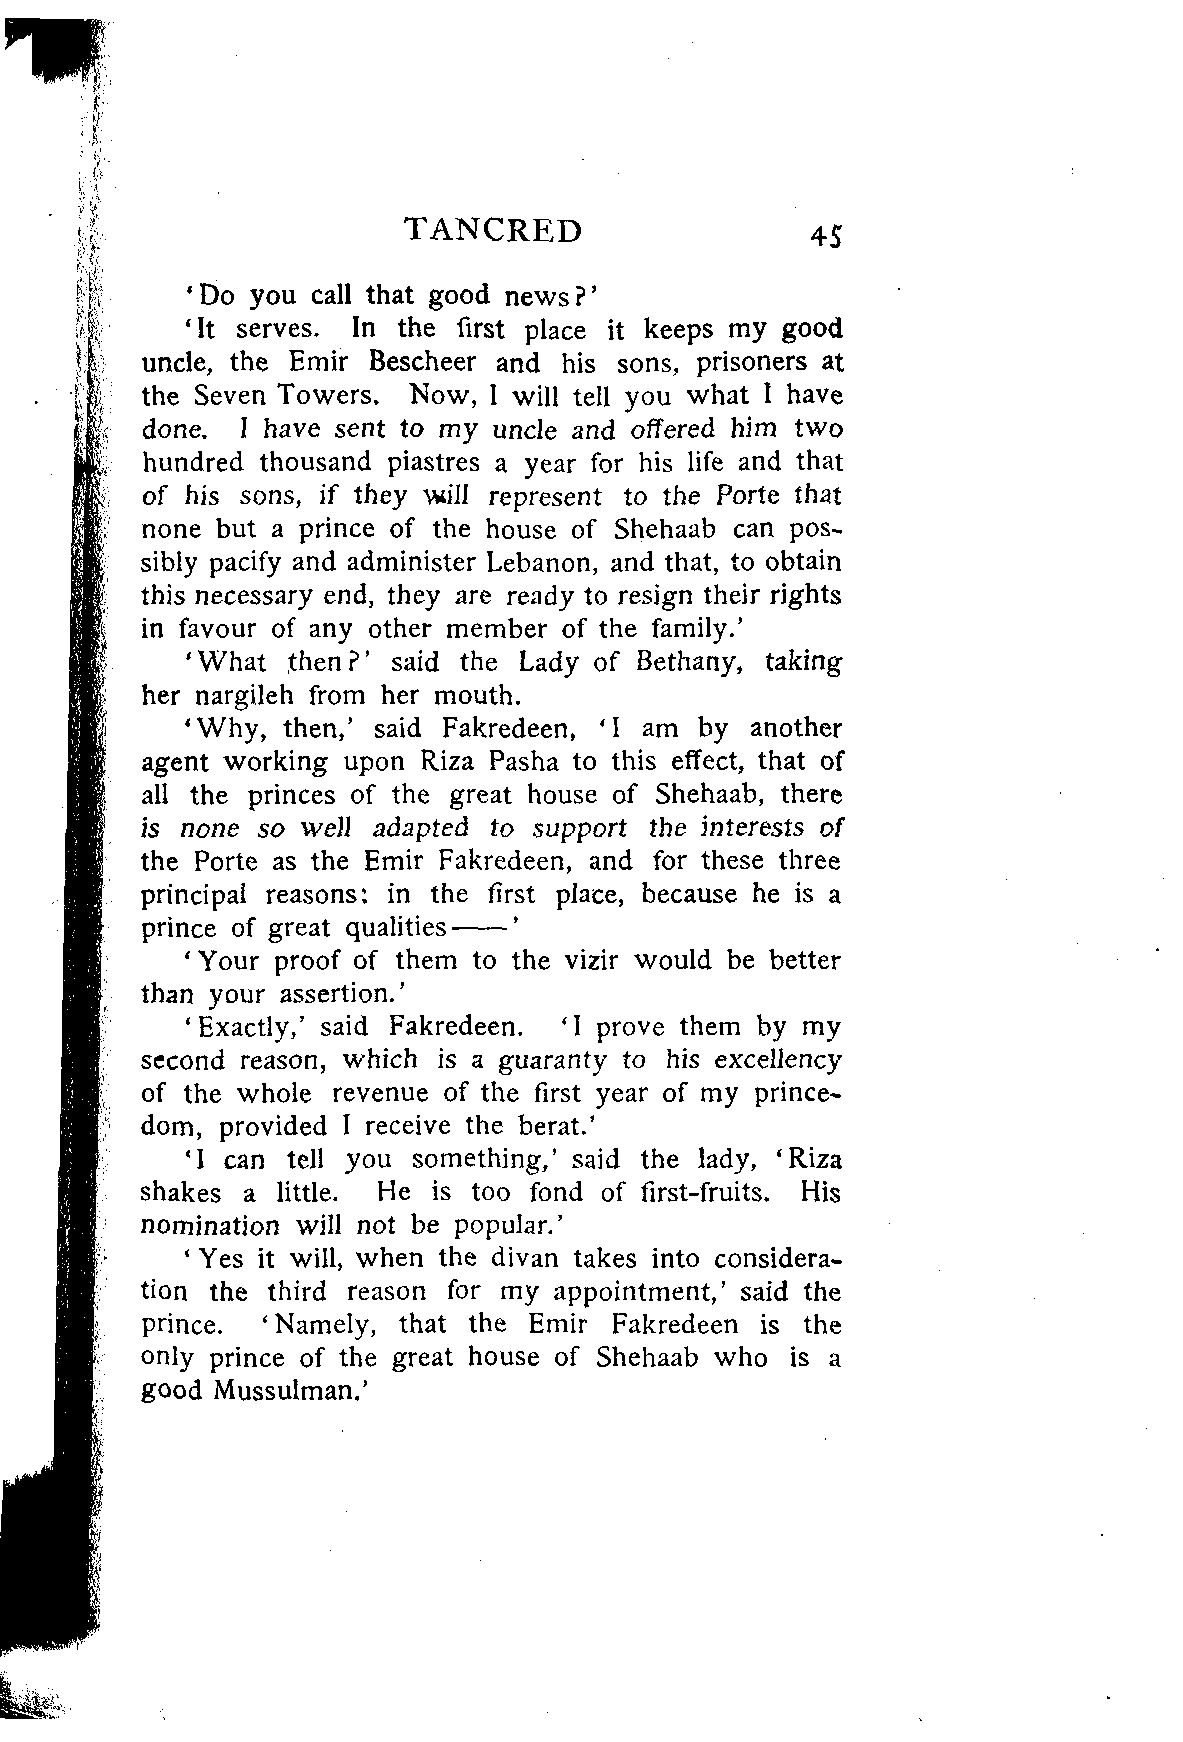 TANCRED 45
‘Do you call that good news?’
‘It serves. In the first place it keeps my good
uncle, the Emir Bescheer and his sons, prisoners at
the Seven Towers. Now, I will tell you what I have
done. I have sent to my uncle and offered him two
hundred thousand piastres a year for his life and that
of his sons, if they will represent to the Porte that
none but a prince of the house of Shehaab can pos-
sibly pacify and administer Lebanon, and that, to obtain
this necessary end, they are ready to resign their rights
in favour of any other member of the family.’
‘What then?’ said the Lady of Bethany, taking
her nargileh from her mouth.
‘Why, then,’ said Fakredeen, ‘I am by another
agent working upon Riza Pasha to this effect, that of
all the princes of the great house of Shehaab, there
is none so well adapted to support the interests of
the Porte as the Emir Fakredeen, and for these three
principal reasons: in the first place, because he is a
prince of great qualities——’
‘Your proof of them to the vizir would be better
than your assertion.’
‘Exactly,’ said Fakredeen. ‘I prove them by my
second reason, which is a guaranty to his excellency
of the whole revenue of the first year of my prince-
dom, provided I receive the berat.’
‘I can tell you something,’ said the lady, ‘Riza
shakes a little. He is too fond of first-fruits. His
nomination will not be popular.’
‘Yes it will, when the divan takes into considera-
tion the third reason for my appointment,’ said the
prince. ‘Namely, that the Emir Fakredeen is the
only prince of the great house of Shehaab who is a
good Mussulman.’